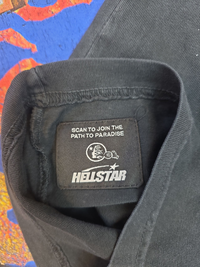 SCAN TO JOIN THE
PATH TO PARADISE
HELLSTAR